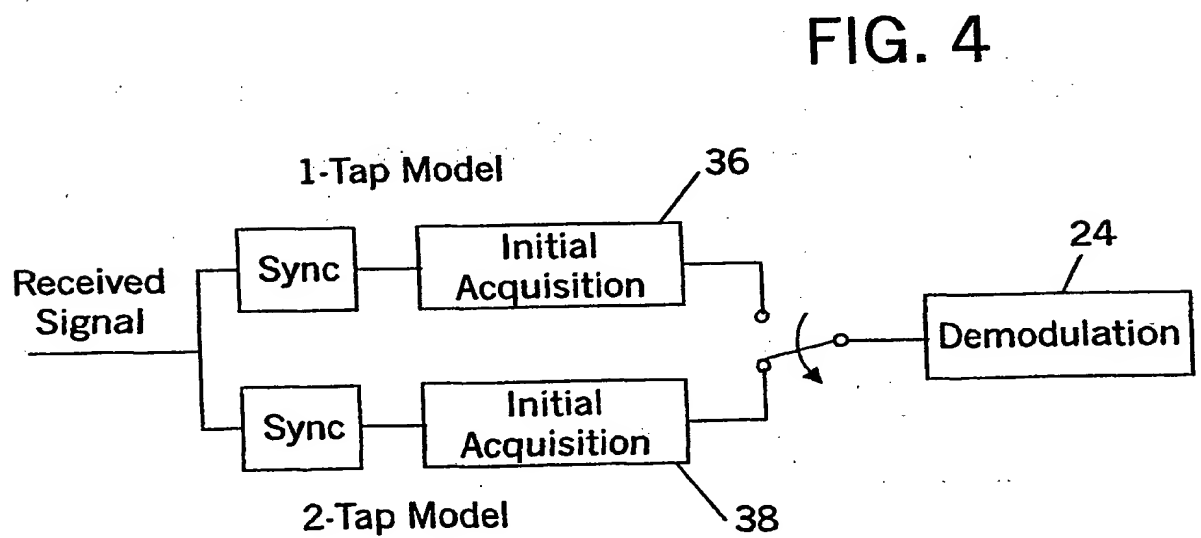 FIG. 4
1-Tap Model
36
Sync
Initial
Acquisition
24
Received
Signal
Demodulation
Sync
Initial
Acquisition
2-Tap Model
38